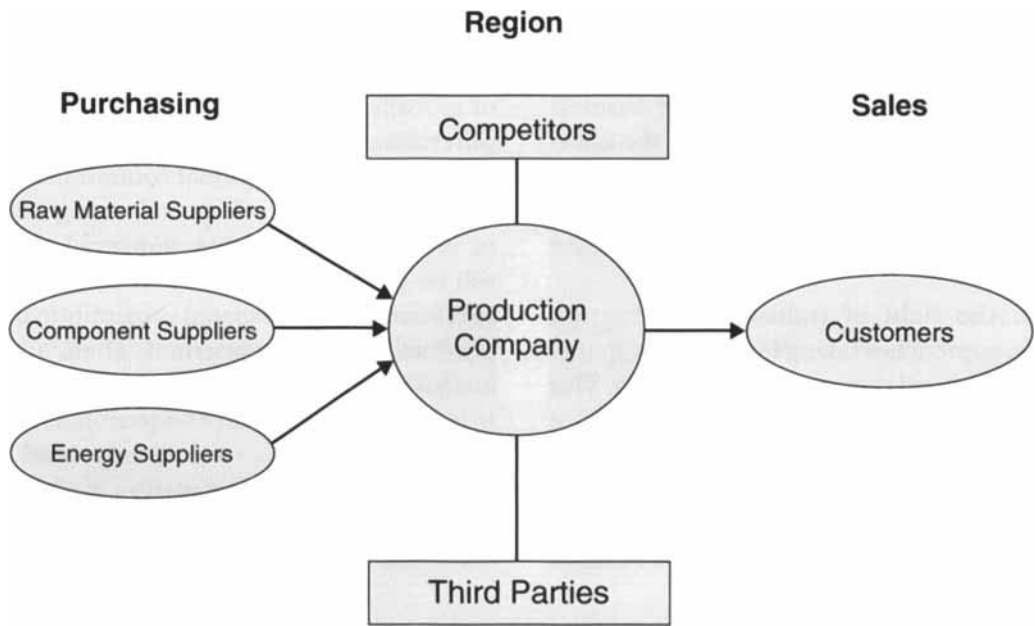 Region
Purchasing
Sales
Competitors
Raw Material Suppliers
Component Suppliers
Energy Suppliers
Production
Company
Customers
Third Parties